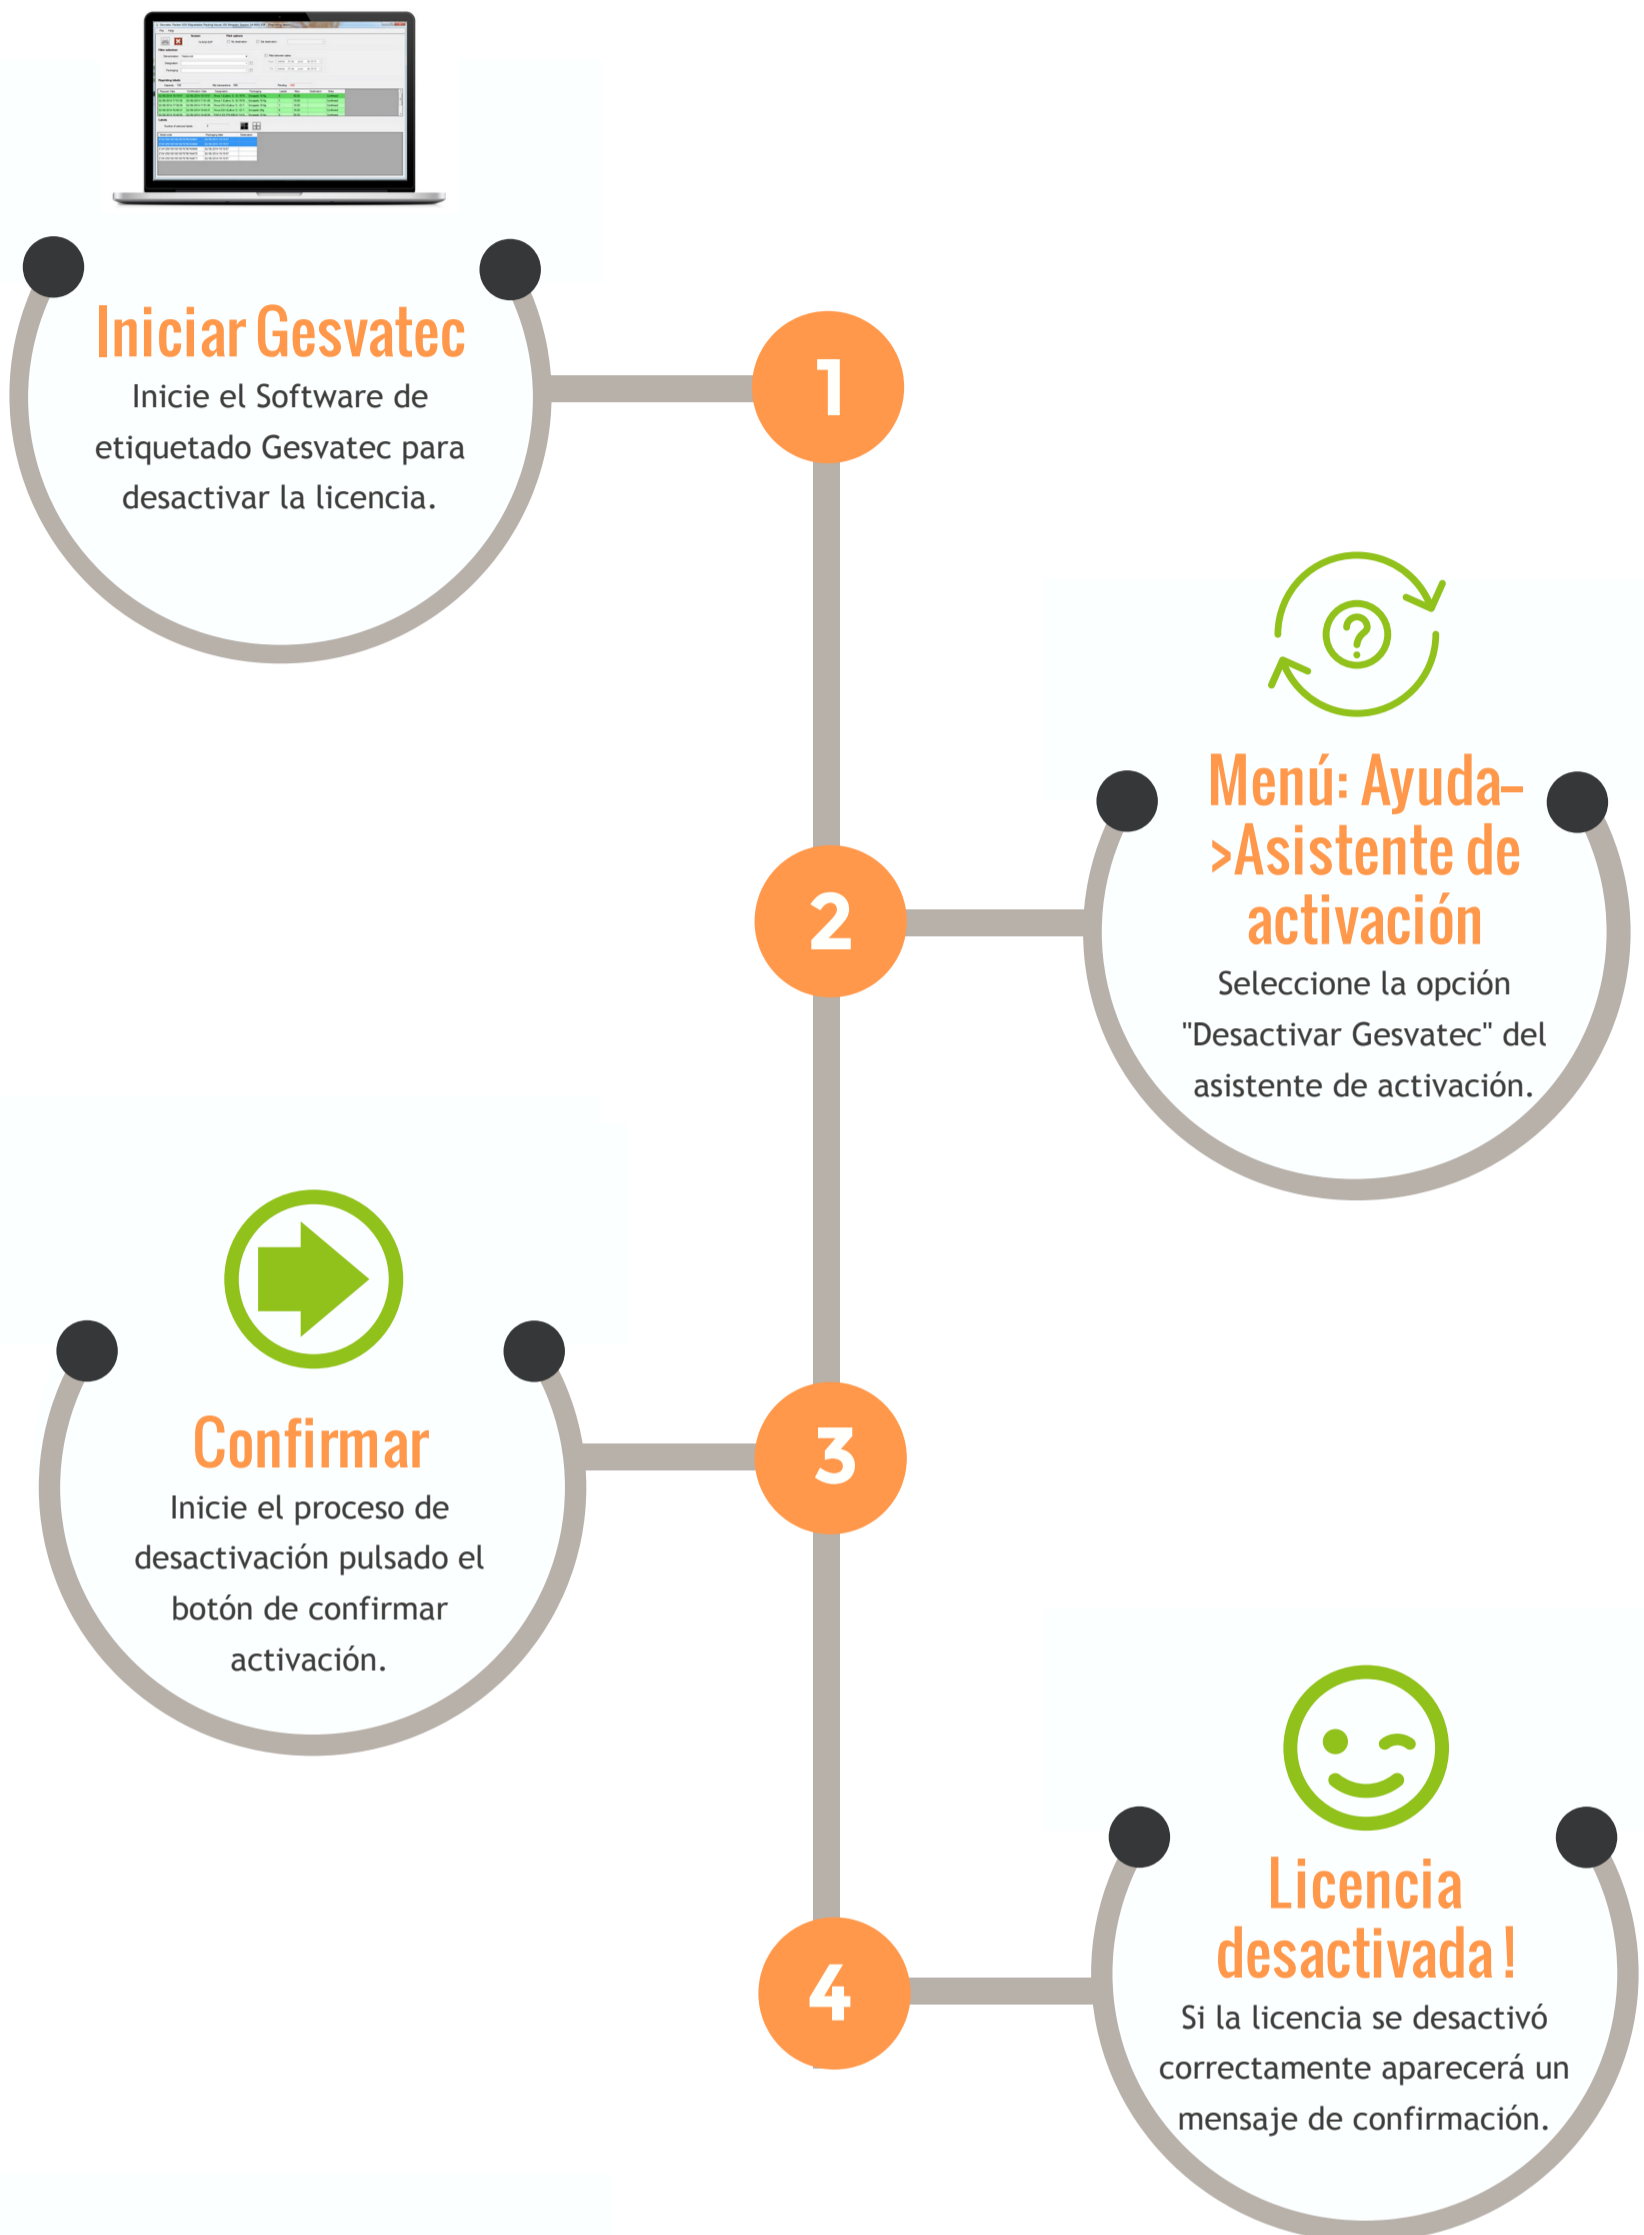 Iniciar Gesvatec
Inicie el Software de
etiquetado Gesvatec para
desactivar la licencia.
1
Menú: Ayuda–
>Asistente de
activación
Seleccione la opción
"Desactivar Gesvatec" del
asistente de activación.
2
Confirmar
Inicie el proceso de
desactivación pulsado el
botón de confirmar
activación.
3
Licencia
desactivada !
Si la licencia se desactivó
correctamente aparecerá un
mensaje de confirmación.
4